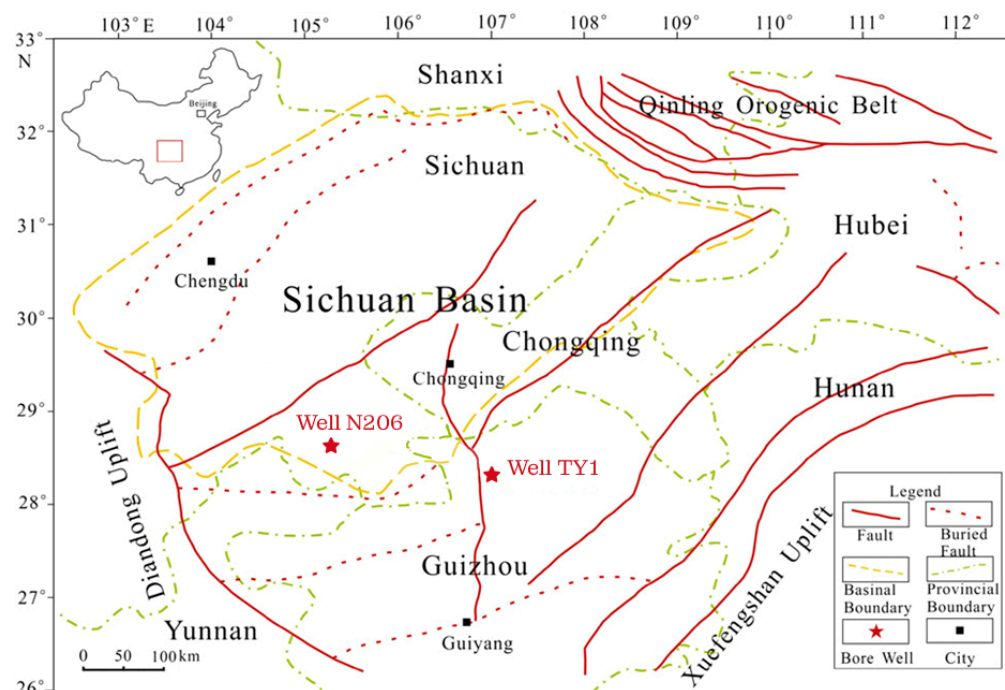 103° E 104° 105° 106° 107° 108° 109° 110° 111° 112°
33°
N
32°
31°
30°
29°
28°
27°
26°
Beijing
Shanxi
Qinling Orogenic Belt
Sichuan
Hubei
Chengdu
Sichuan Basin
Chongqing
Chongqing
Hunan
Well N206
Well TY1
Diandong Uplift
Guizhou
Xuefengshan Uplift
Yunnan
Guiyang
0 50 100km
Legend
Fault
Buried
Fault
Basinal
Boundary
Provincial
Boundary
Bore Well
City